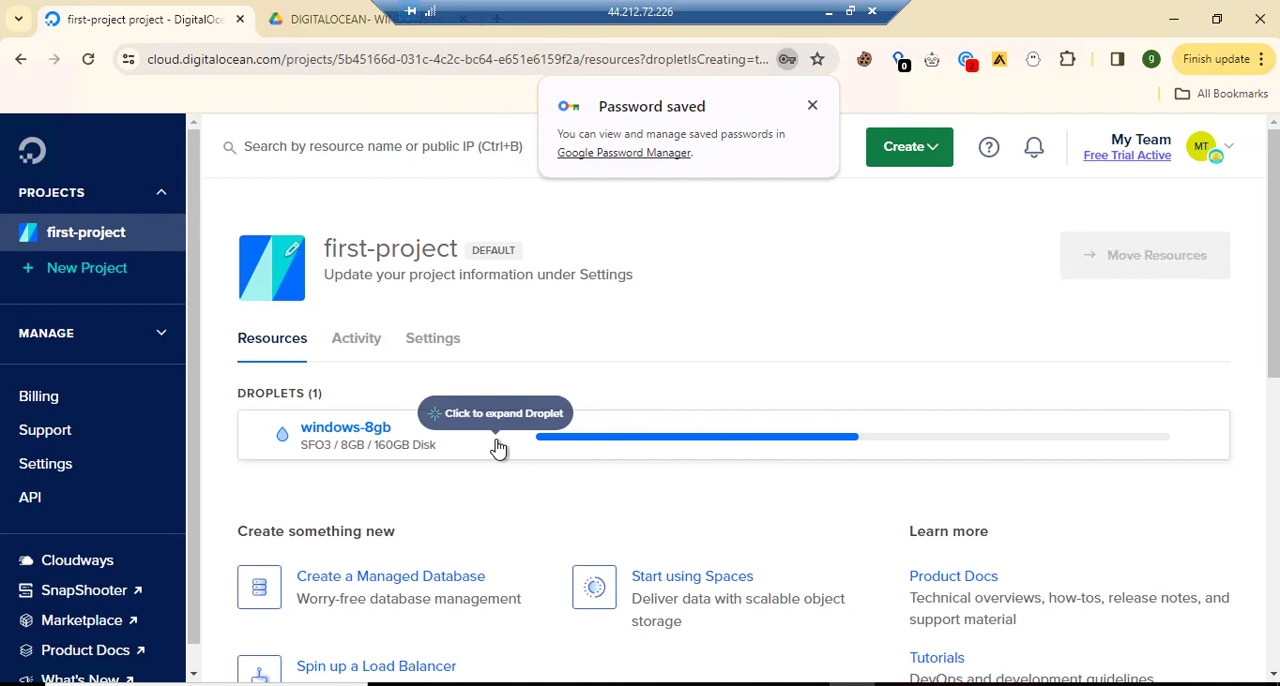 first-project project - DigitalOce
DIGITALOCEAN- WIN
44.212.72.226
cloud.digitalocean.com/projects/5b45166d-031c-4c2c-bc64-e651e6159f2a/resources?dropletIsCreating=t...
0
2
g
Finish update
All Bookmarks
Password saved
You can view and manage saved passwords in
Google Password Manager.
Search by resource name or public IP (Ctrl+B)
Create
My Team
Free Trial Active
MT
PROJECTS
first-project
+ New Project
MANAGE
Billing
Support
Settings
API
Cloudways
SnapShooter ↗
Marketplace ↗
Product Docs ↗
What's New ↗
first-project DEFAULT
Update your project information under Settings
→ Move Resources
Resources Activity Settings
DROPLETS (1)
Click to expand Droplet
windows-8gb
SFO3 / 8GB / 160GB Disk
Create something new
Create a Managed Database
Worry-free database management
Start using Spaces
Deliver data with scalable object
storage
Spin up a Load Balancer
Learn more
Product Docs
Technical overviews, how-tos, release notes, and
support material
Tutorials
DevOps and development guidelines